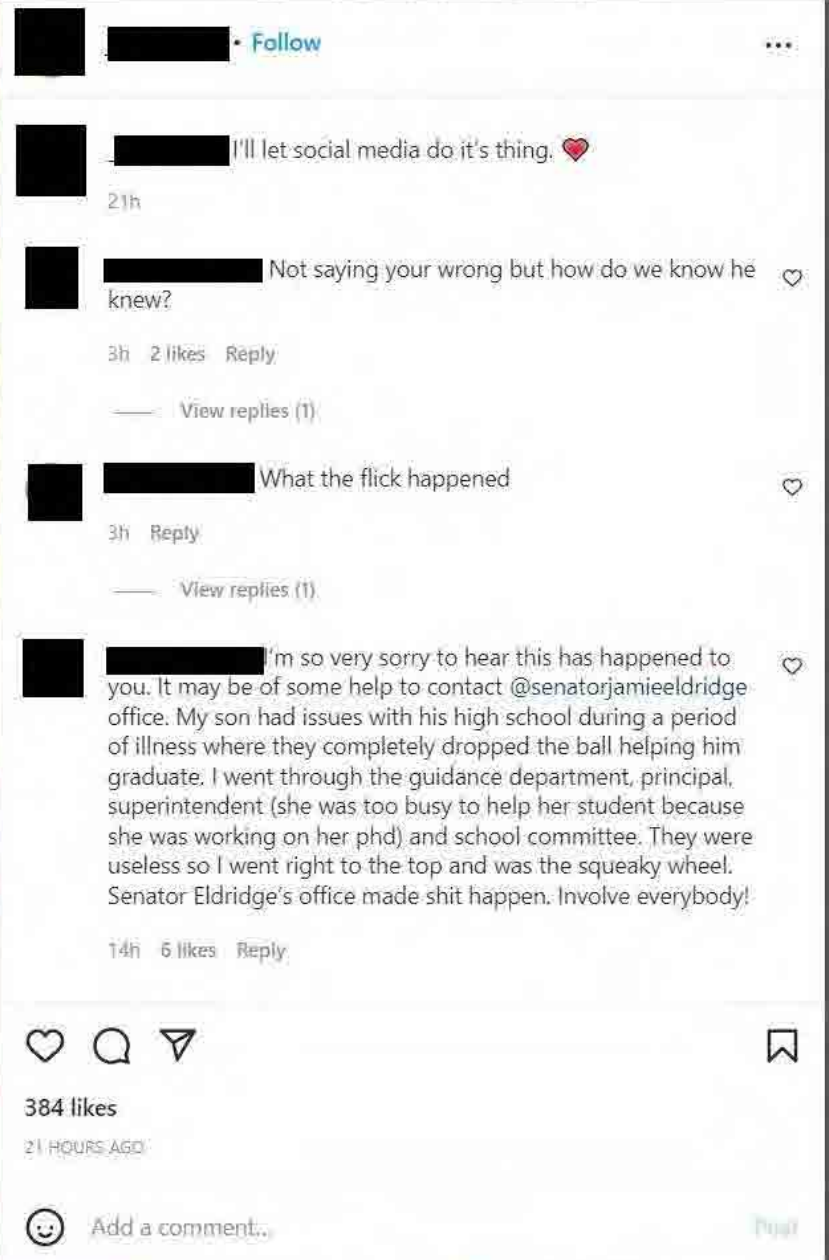 • Follow
I'll let social media do it's thing. ❤
21h
Not saying your wrong but how do we know he
knew?
3h 2 likes Reply
View replies (1)
What the flick happened
3h Reply
View replies (1)
I'm so very sorry to hear this has happened to
you. It may be of some help to contact @senatorjamieeldridge
office. My son had issues with his high school during a period
of illness where they completely dropped the ball helping him
graduate. I went through the guidance department, principal,
superintendent (she was too busy to help her student because
she was working on her phd) and school committee. They were
useless so I went right to the top and was the squeaky wheel.
Senator Eldridge's office made shit happen. Involve everybody!
14h 6 likes Reply
384 likes
21 HOURS AGO
Add a comment...
Post